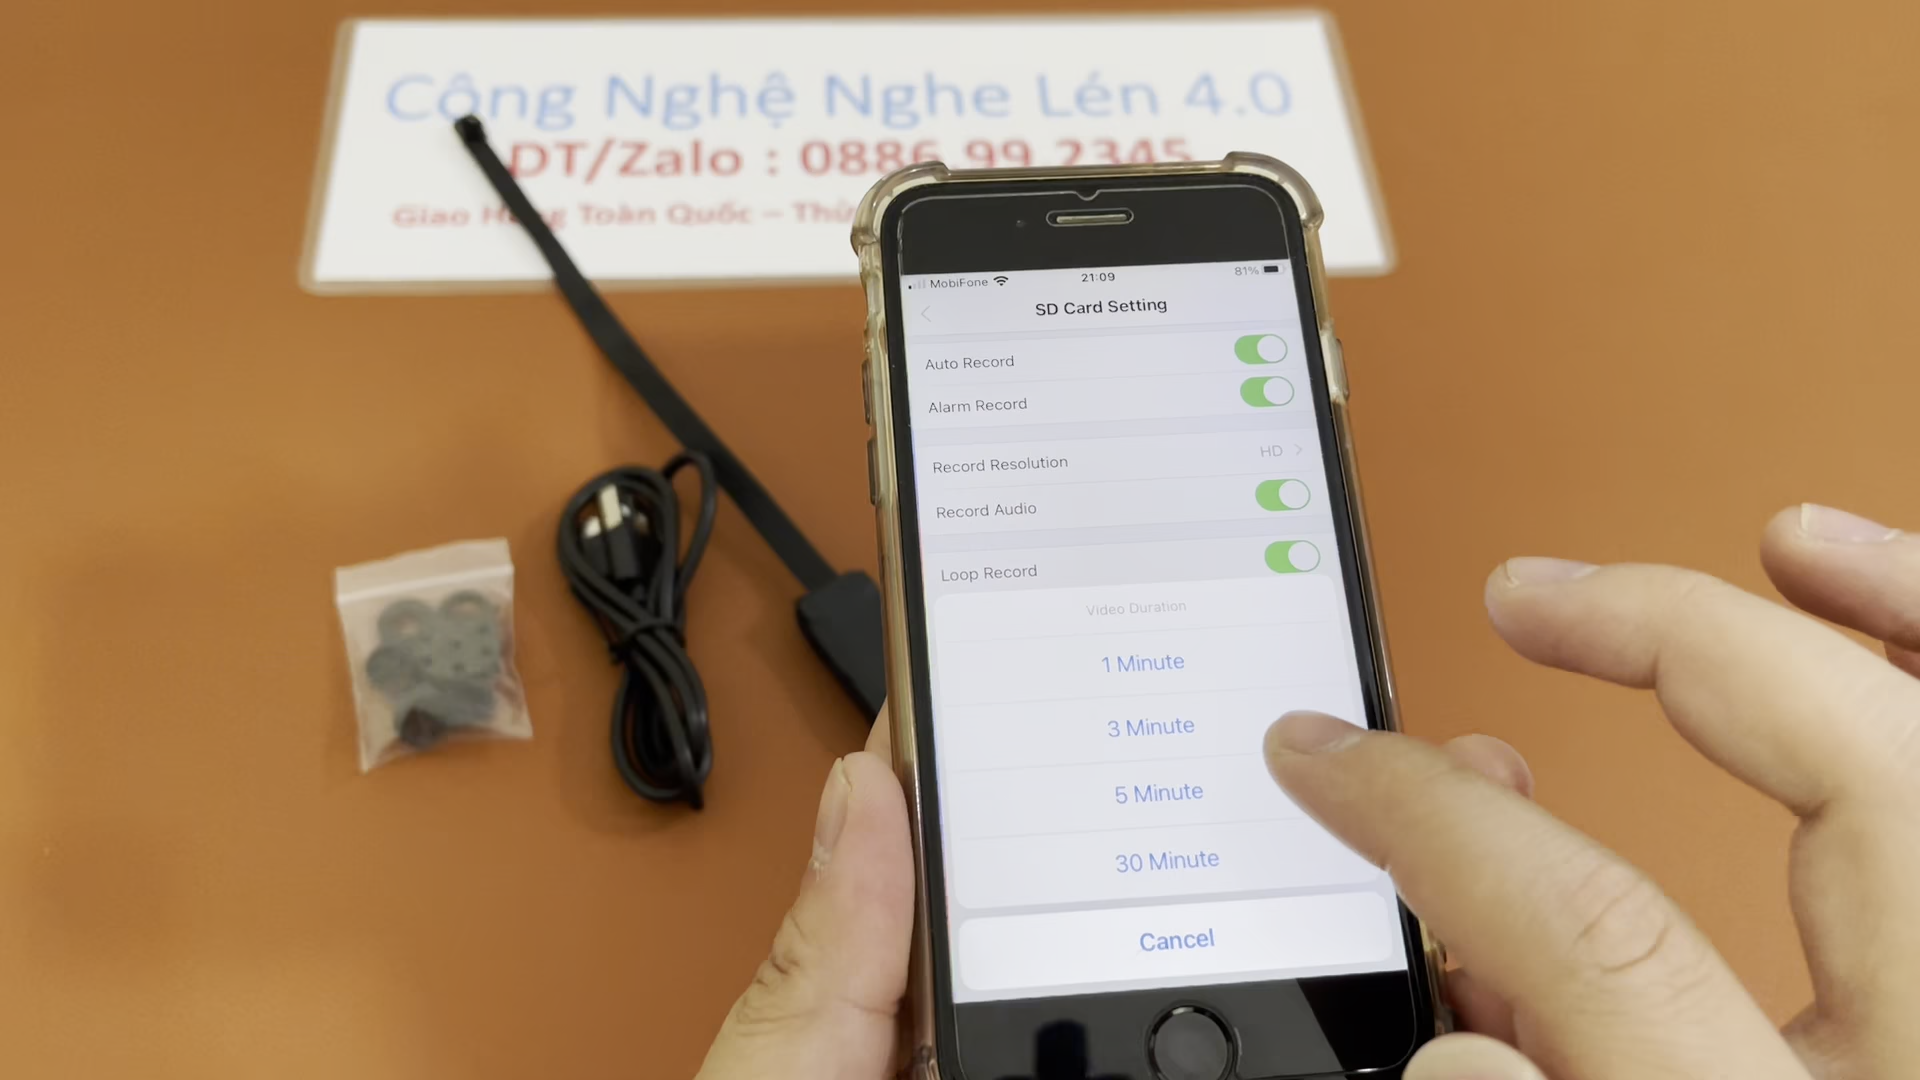 Công Nghệ Nghe Lén 4.0
ĐT/Zalo : 0886.99.2345
Giao Hàng Toàn Quốc –
MobiFone 21:09 81%
SD Card Setting
Auto Record
Alarm Record
Record Resolution HD
Record Audio
Loop Record
Video Duration
1 Minute
3 Minute
5 Minute
30 Minute
Cancel